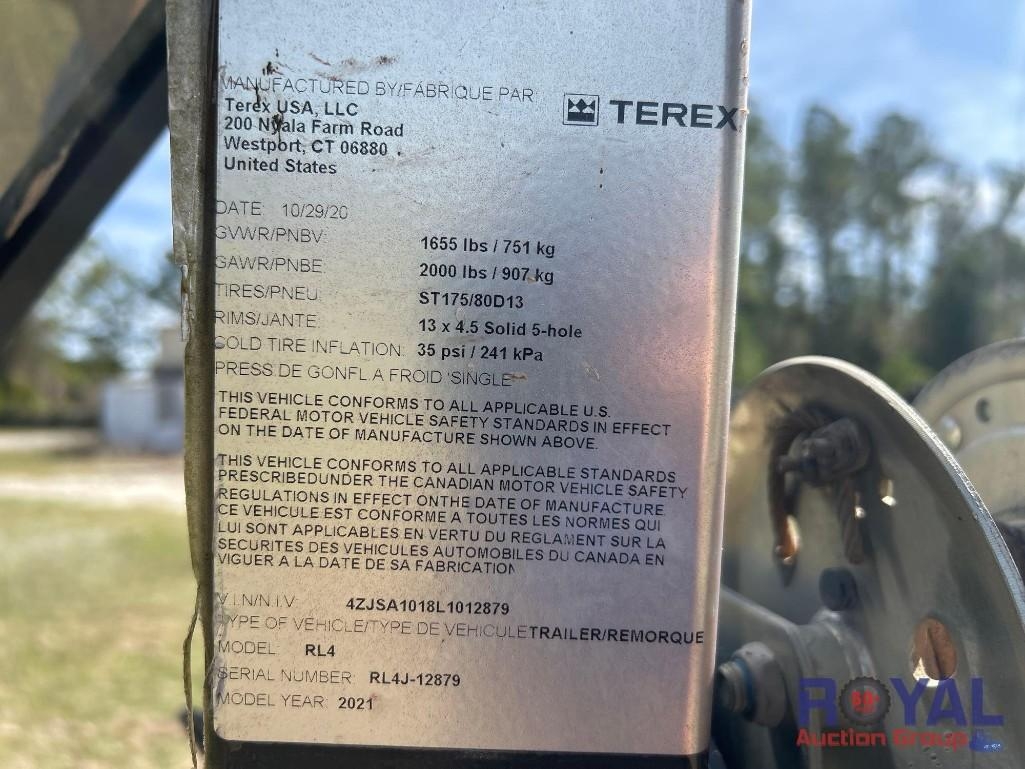 MANUFACTURED BY/FABRIQUE PAR
Terex USA, LLC
200 Nyala Farm Road
Westport, CT 06880
United States
TEREX
DATE: 10/29/20
GVWR/PNBV: 1655 lbs / 751 kg
GAWR/PNBE: 2000 lbs / 907 kg
TIRES/PNEU: ST175/80D13
RIMS/JANTE: 13 x 4.5 Solid 5-hole
COLD TIRE INFLATION: 35 psi / 241 kPa
PRESS DE GONFL A FROID 'SINGLE'
THIS VEHICLE CONFORMS TO ALL APPLICABLE U.S.
FEDERAL MOTOR VEHICLE SAFETY STANDARDS IN EFFECT
ON THE DATE OF MANUFACTURE SHOWN ABOVE.
THIS VEHICLE CONFORMS TO ALL APPLICABLE STANDARDS
PRESCRIBEDUNDER THE CANADIAN MOTOR VEHICLE SAFETY
REGULATIONS IN EFFECT ONTHE DATE OF MANUFACTURE.
CE VEHICULE EST CONFORME A TOUTES LES NORMES QUI
LUI SONT APPLICABLES EN VERTU DU REGLAMENT SUR LA
SECURITES DES VEHICULES AUTOMOBILES DU CANADA EN
VIGUER A LA DATE DE SA FABRICATION
V.I.N/N.I.V: 4ZJSA1018L1012879
TYPE OF VEHICLE/TYPE DE VEHICULE TRAILER/REMORQUE
MODEL: RL4
SERIAL NUMBER: RL4J-12879
MODEL YEAR: 2021
ROYAL
Auction Group